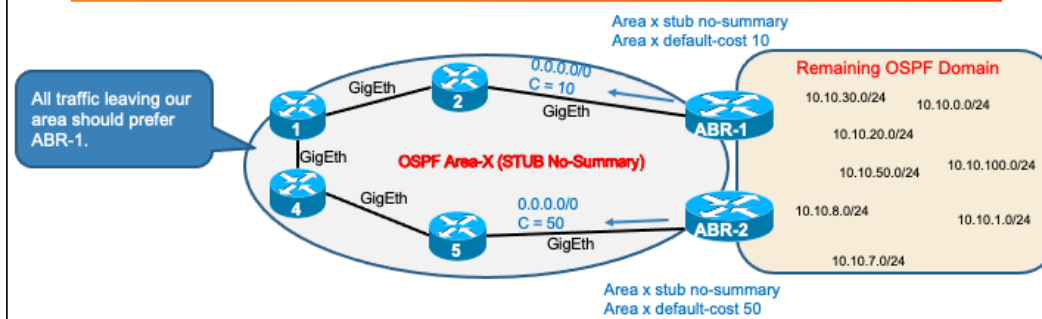 Area x stub no-summary
Area x default-cost 10
All traffic leaving our
area should prefer
ABR-1.
GigEth
2
0.0.0.0/0
C = 10
GigEth
1
ABR-1
GigEth
OSPF Area-X (STUB No-Summary)
4
GigEth
5
0.0.0.0/0
C = 50
GigEth
ABR-2
Remaining OSPF Domain
10.10.30.0/24
10.10.0.0/24
10.10.20.0/24
10.10.50.0/24
10.10.100.0/24
10.10.8.0/24
10.10.1.0/24
10.10.7.0/24
Area x stub no-summary
Area x default-cost 50